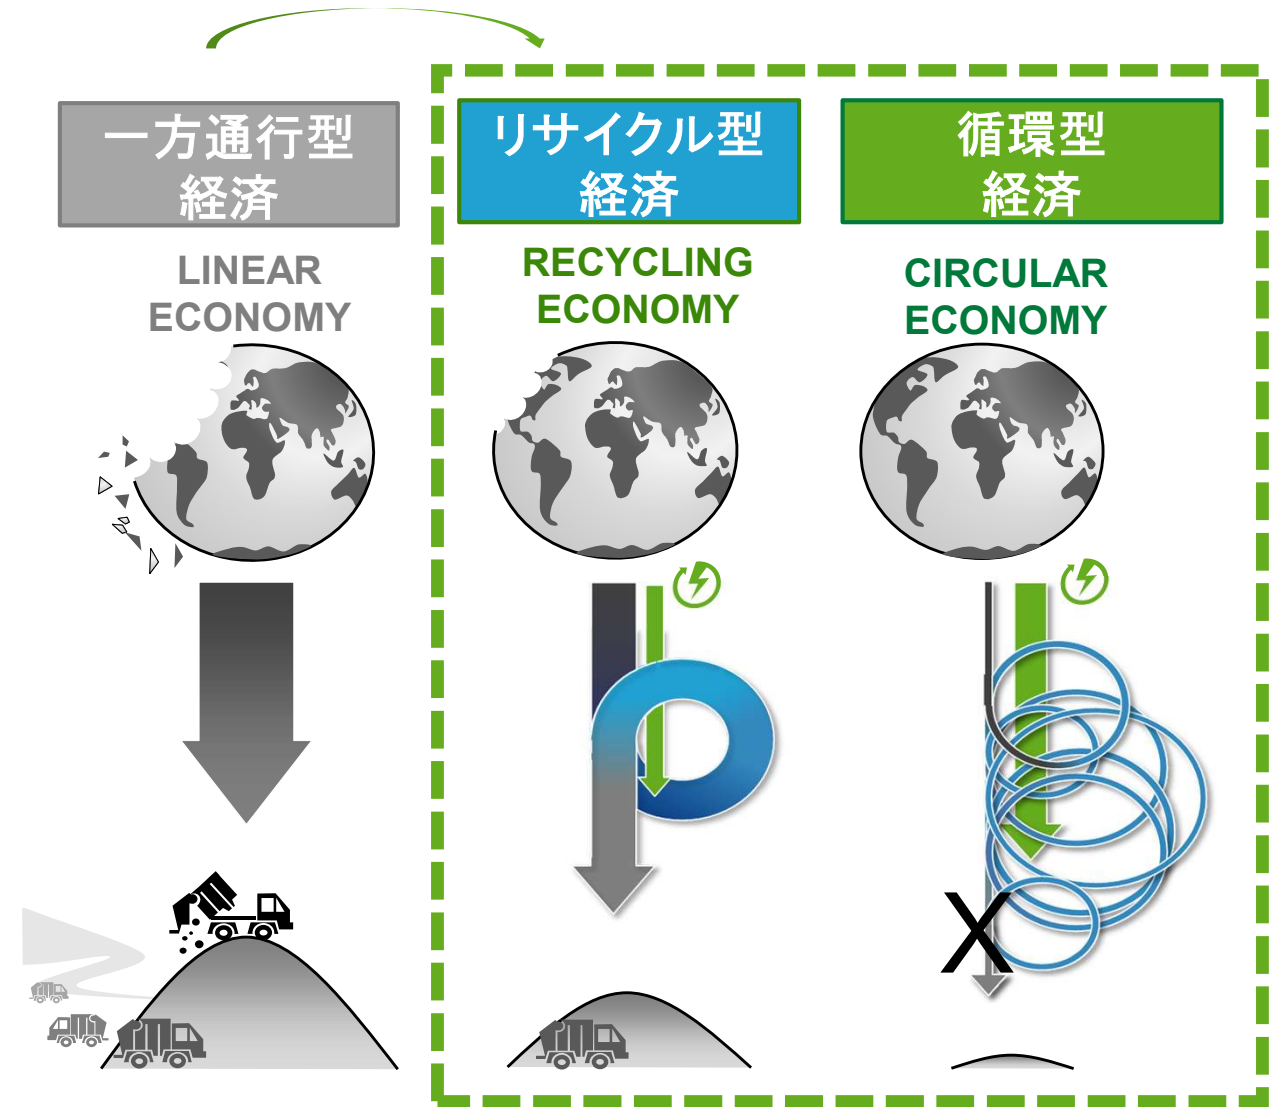 一方通行型
経済
LINEAR
ECONOMY
リサイクル型
経済
RECYCLING
ECONOMY
循環型
経済
CIRCULAR
ECONOMY
X